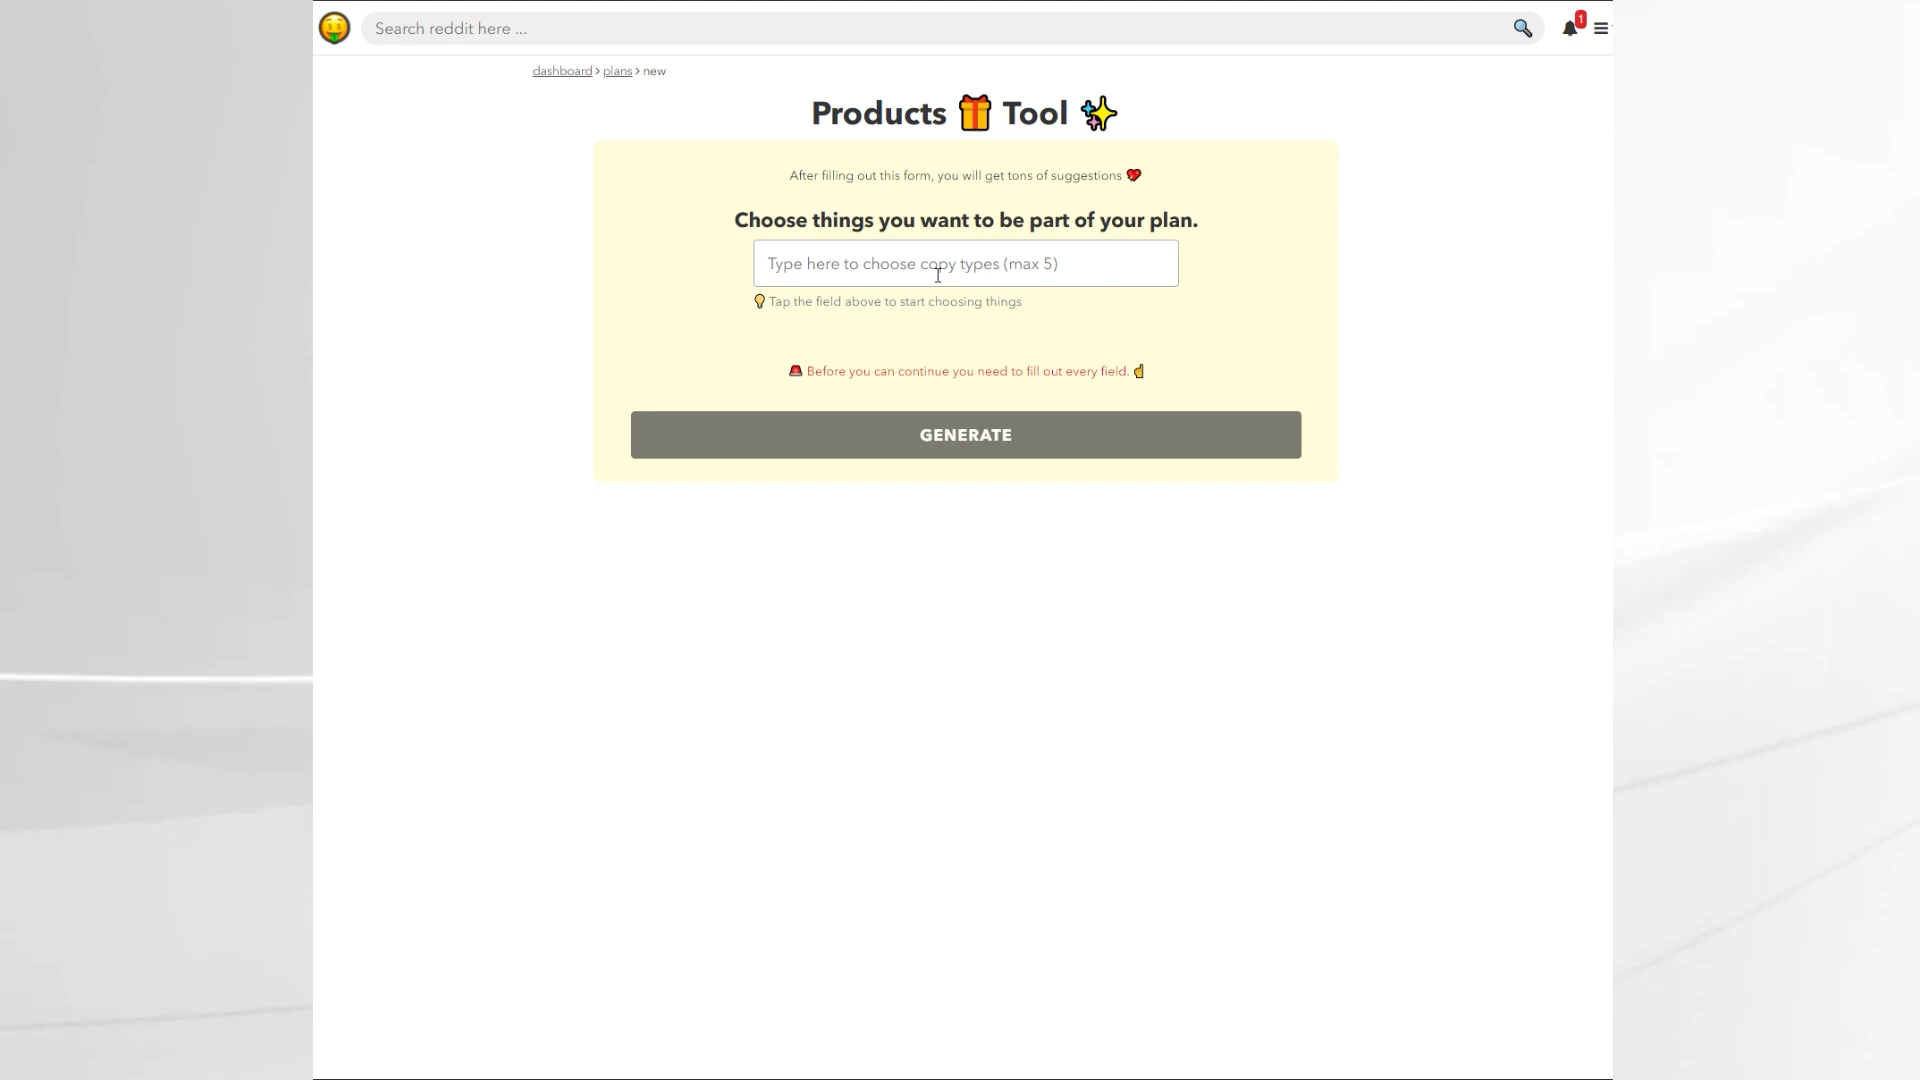 Search reddit here ...
1
dashboard > plans > new
Products 🎁 Tool ✨
After filling out this form, you will get tons of suggestions 💖
Choose things you want to be part of your plan.
Type here to choose copy types (max 5)
💡 Tap the field above to start choosing things
🚨 Before you can continue you need to fill out every field. ☝
GENERATE